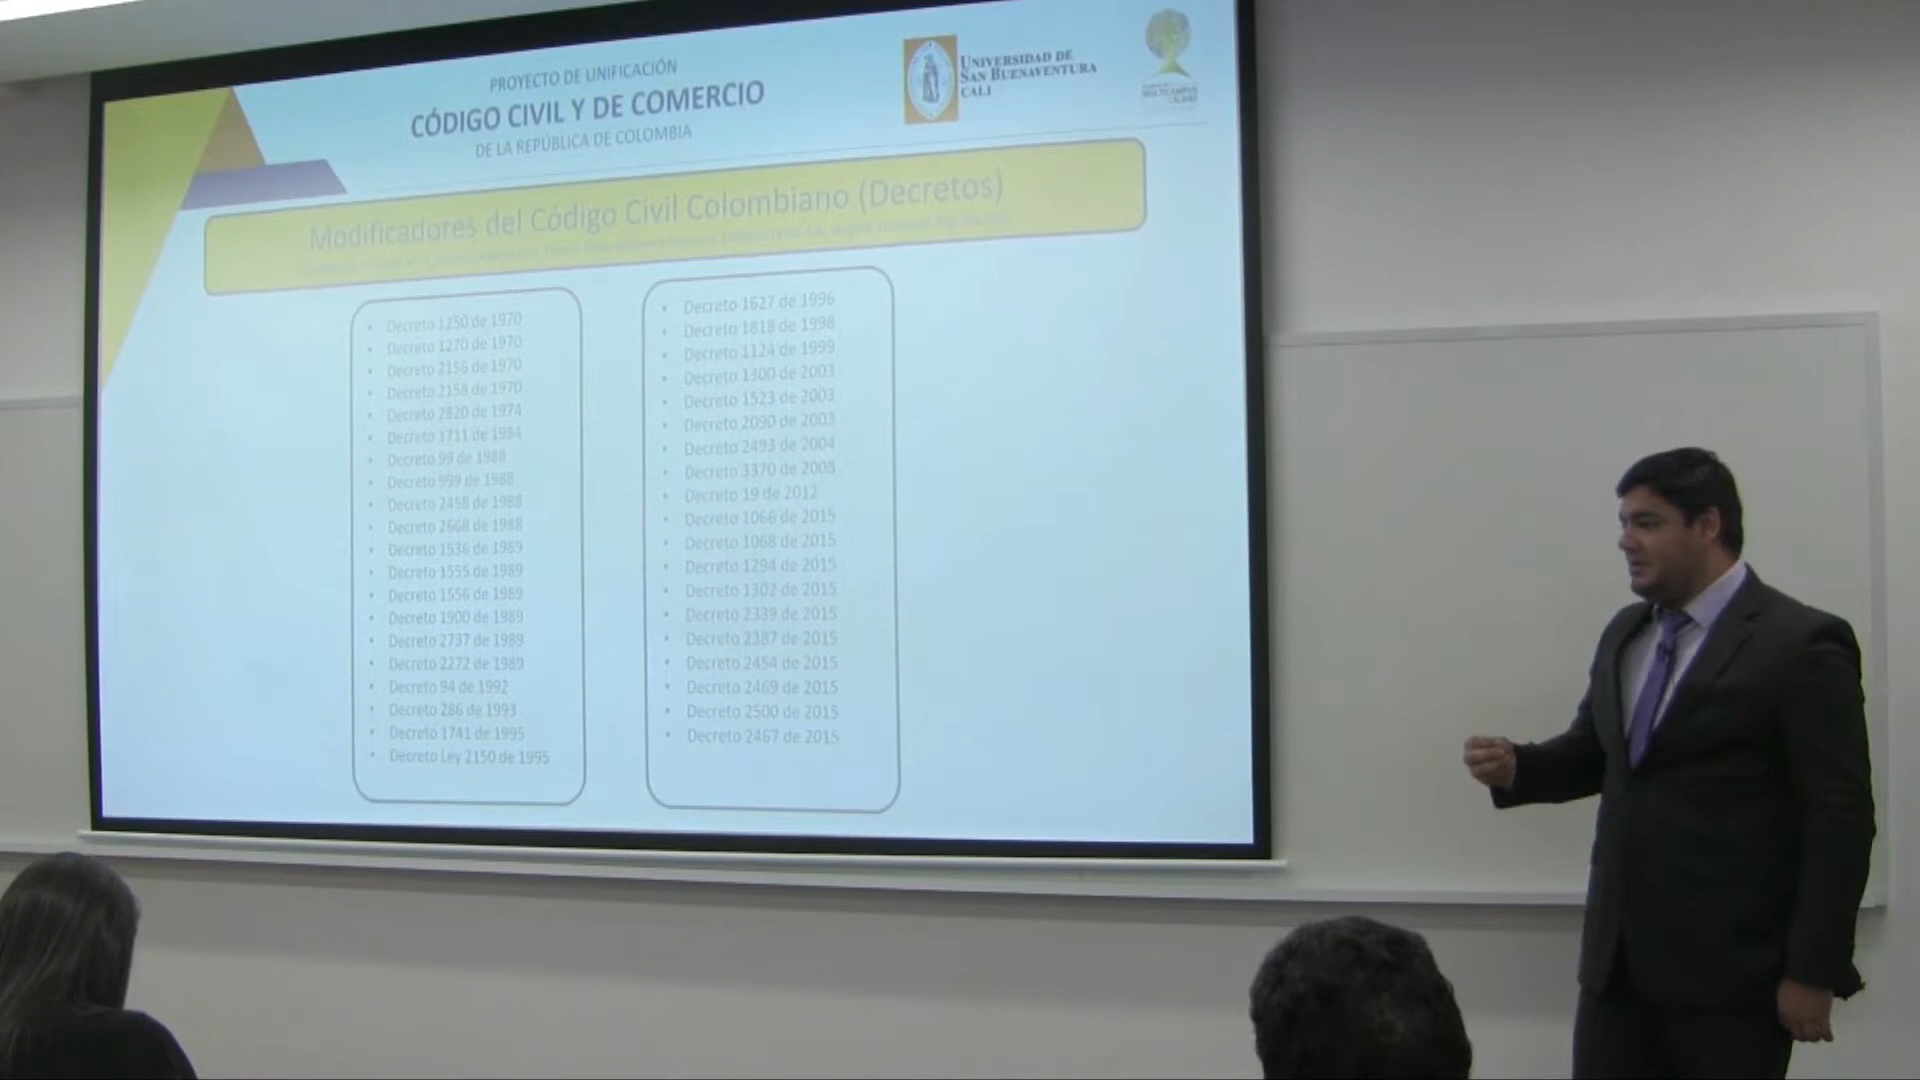 PROYECTO DE UNIFICACIÓN
CÓDIGO CIVIL Y DE COMERCIO
DE LA REPÚBLICA DE COLOMBIA
UNIVERSIDAD DE
SAN BUENAVENTURA
CALI
MULTICAMPUS
Modificadores del Código Civil Colombiano (Decretos)
• Decreto 1250 de 1970
• Decreto 1270 de 1970
• Decreto 2156 de 1970
• Decreto 2158 de 1970
• Decreto 2820 de 1974
• Decreto 1711 de 1984
• Decreto 99 de 1988
• Decreto 999 de 1988
• Decreto 2458 de 1988
• Decreto 2668 de 1988
• Decreto 1536 de 1989
• Decreto 1555 de 1989
• Decreto 1556 de 1989
• Decreto 1900 de 1989
• Decreto 2737 de 1989
• Decreto 2272 de 1989
• Decreto 94 de 1992
• Decreto 286 de 1993
• Decreto 1741 de 1995
• Decreto Ley 2150 de 1995
• Decreto 1627 de 1996
• Decreto 1818 de 1998
• Decreto 1124 de 1999
• Decreto 1300 de 2003
• Decreto 1523 de 2003
• Decreto 2090 de 2003
• Decreto 2493 de 2004
• Decreto 3370 de 2008
• Decreto 19 de 2012
• Decreto 1066 de 2015
• Decreto 1068 de 2015
• Decreto 1294 de 2015
• Decreto 1302 de 2015
• Decreto 2339 de 2015
• Decreto 2387 de 2015
• Decreto 2454 de 2015
• Decreto 2469 de 2015
• Decreto 2500 de 2015
• Decreto 2467 de 2015